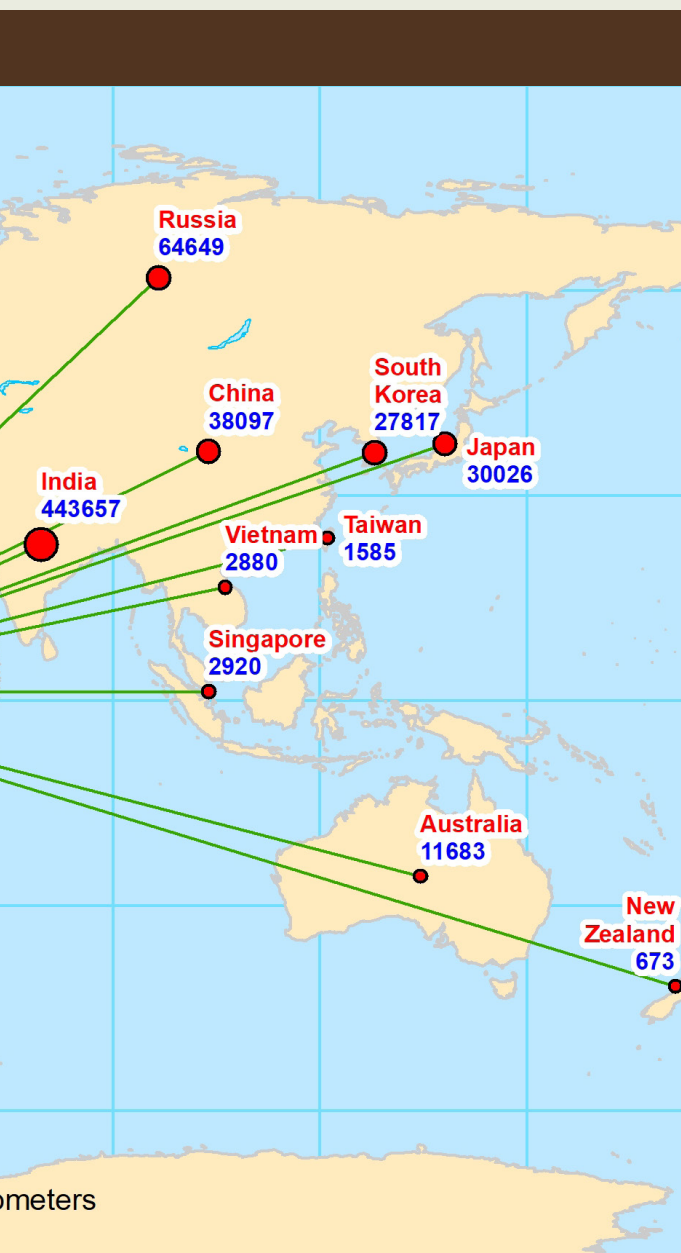 Russia
64649
China
38097
South
Korea
27817
Japan
30026
India
443657
Vietnam
2880
Taiwan
1585
Singapore
2920
Australia
11683
New
Zealand
673
ometers